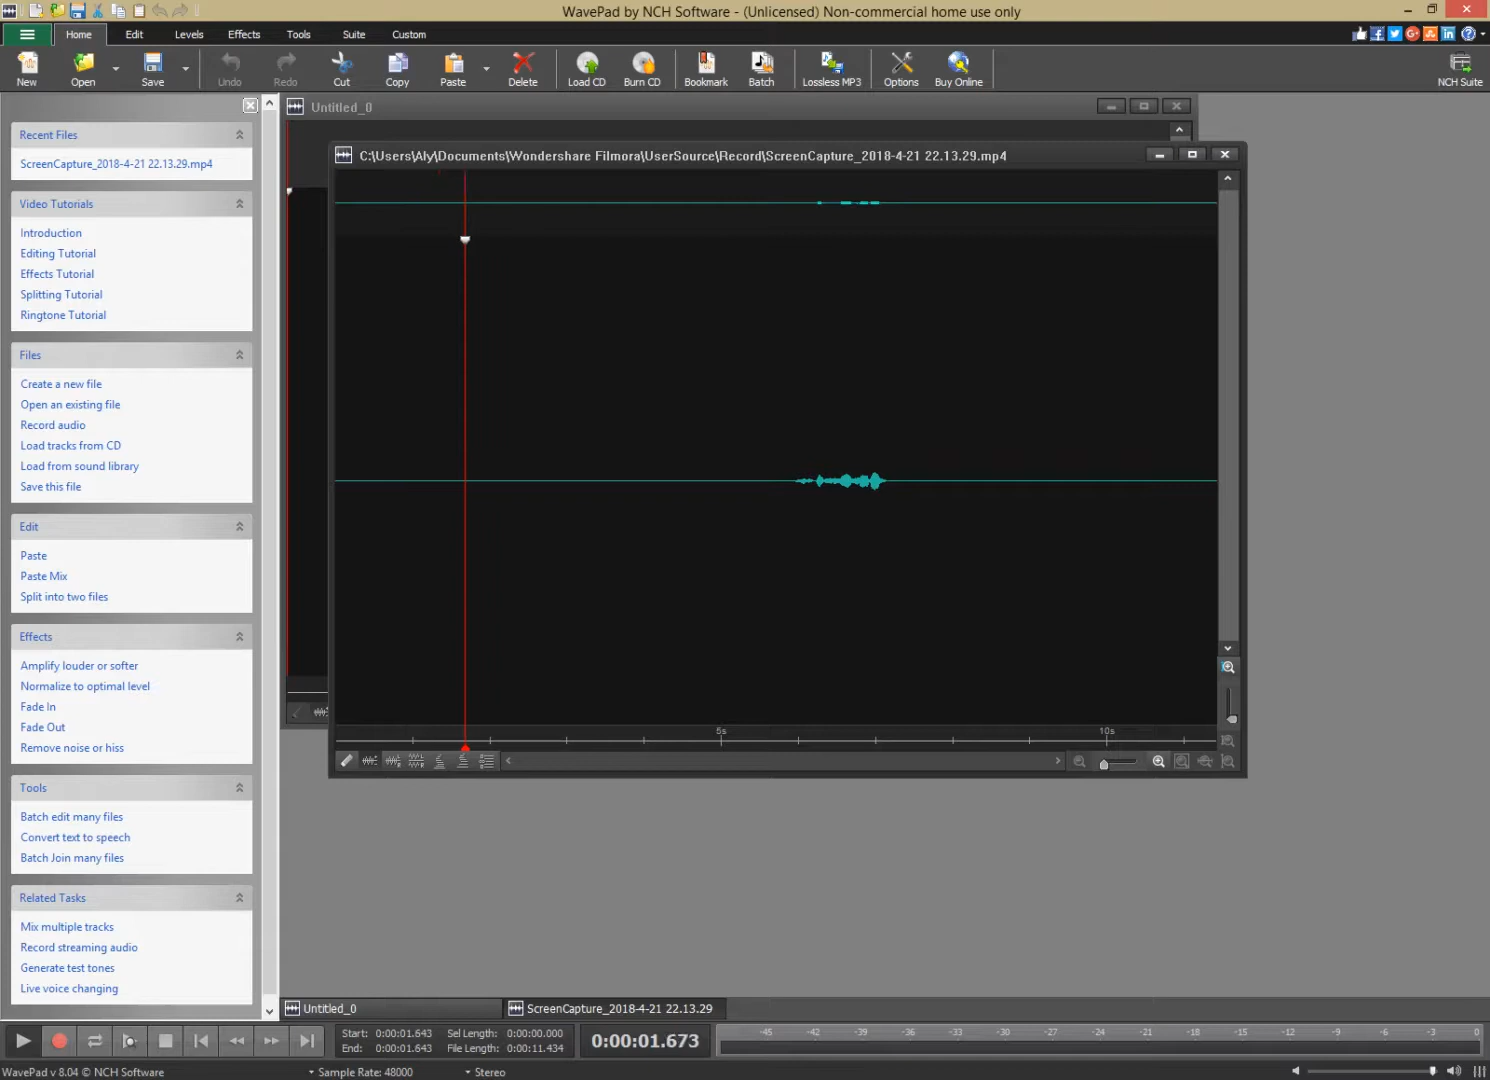 WavePad by NCH Software - (Unlicensed) Non-commercial home use only
Home Edit Levels Effects Tools Suite Custom
New Open Save Undo Redo Cut Copy Paste Delete Load CD Burn CD Bookmark Batch Lossless MP3 Options Buy Online NCH Suite
Untitled_0
C:\Users\Aly\Documents\Wondershare Filmora\UserSource\Record\ScreenCapture_2018-4-21 22.13.29.mp4
Recent Files
ScreenCapture_2018-4-21 22.13.29.mp4
Video Tutorials
Introduction
Editing Tutorial
Effects Tutorial
Splitting Tutorial
Ringtone Tutorial
Files
Create a new file
Open an existing file
Record audio
Load tracks from CD
Load from sound library
Save this file
Edit
Paste
Paste Mix
Split into two files
Effects
Amplify louder or softer
Normalize to optimal level
Fade In
Fade Out
Remove noise or hiss
Tools
Batch edit many files
Convert text to speech
Batch Join many files
Related Tasks
Mix multiple tracks
Record streaming audio
Generate test tones
Live voice changing
5s 10s
Untitled_0 ScreenCapture_2018-4-21 22.13.29
Start: 0:00:01.643 Sel Length: 0:00:00.000
End: 0:00:01.643 File Length: 0:00:11.434
0:00:01.673
-45 -42 -39 -36 -33 -30 -27 -24 -21 -18 -15 -12 -9 -6 -3 0
WavePad v 8.04 © NCH Software Sample Rate: 48000 Stereo